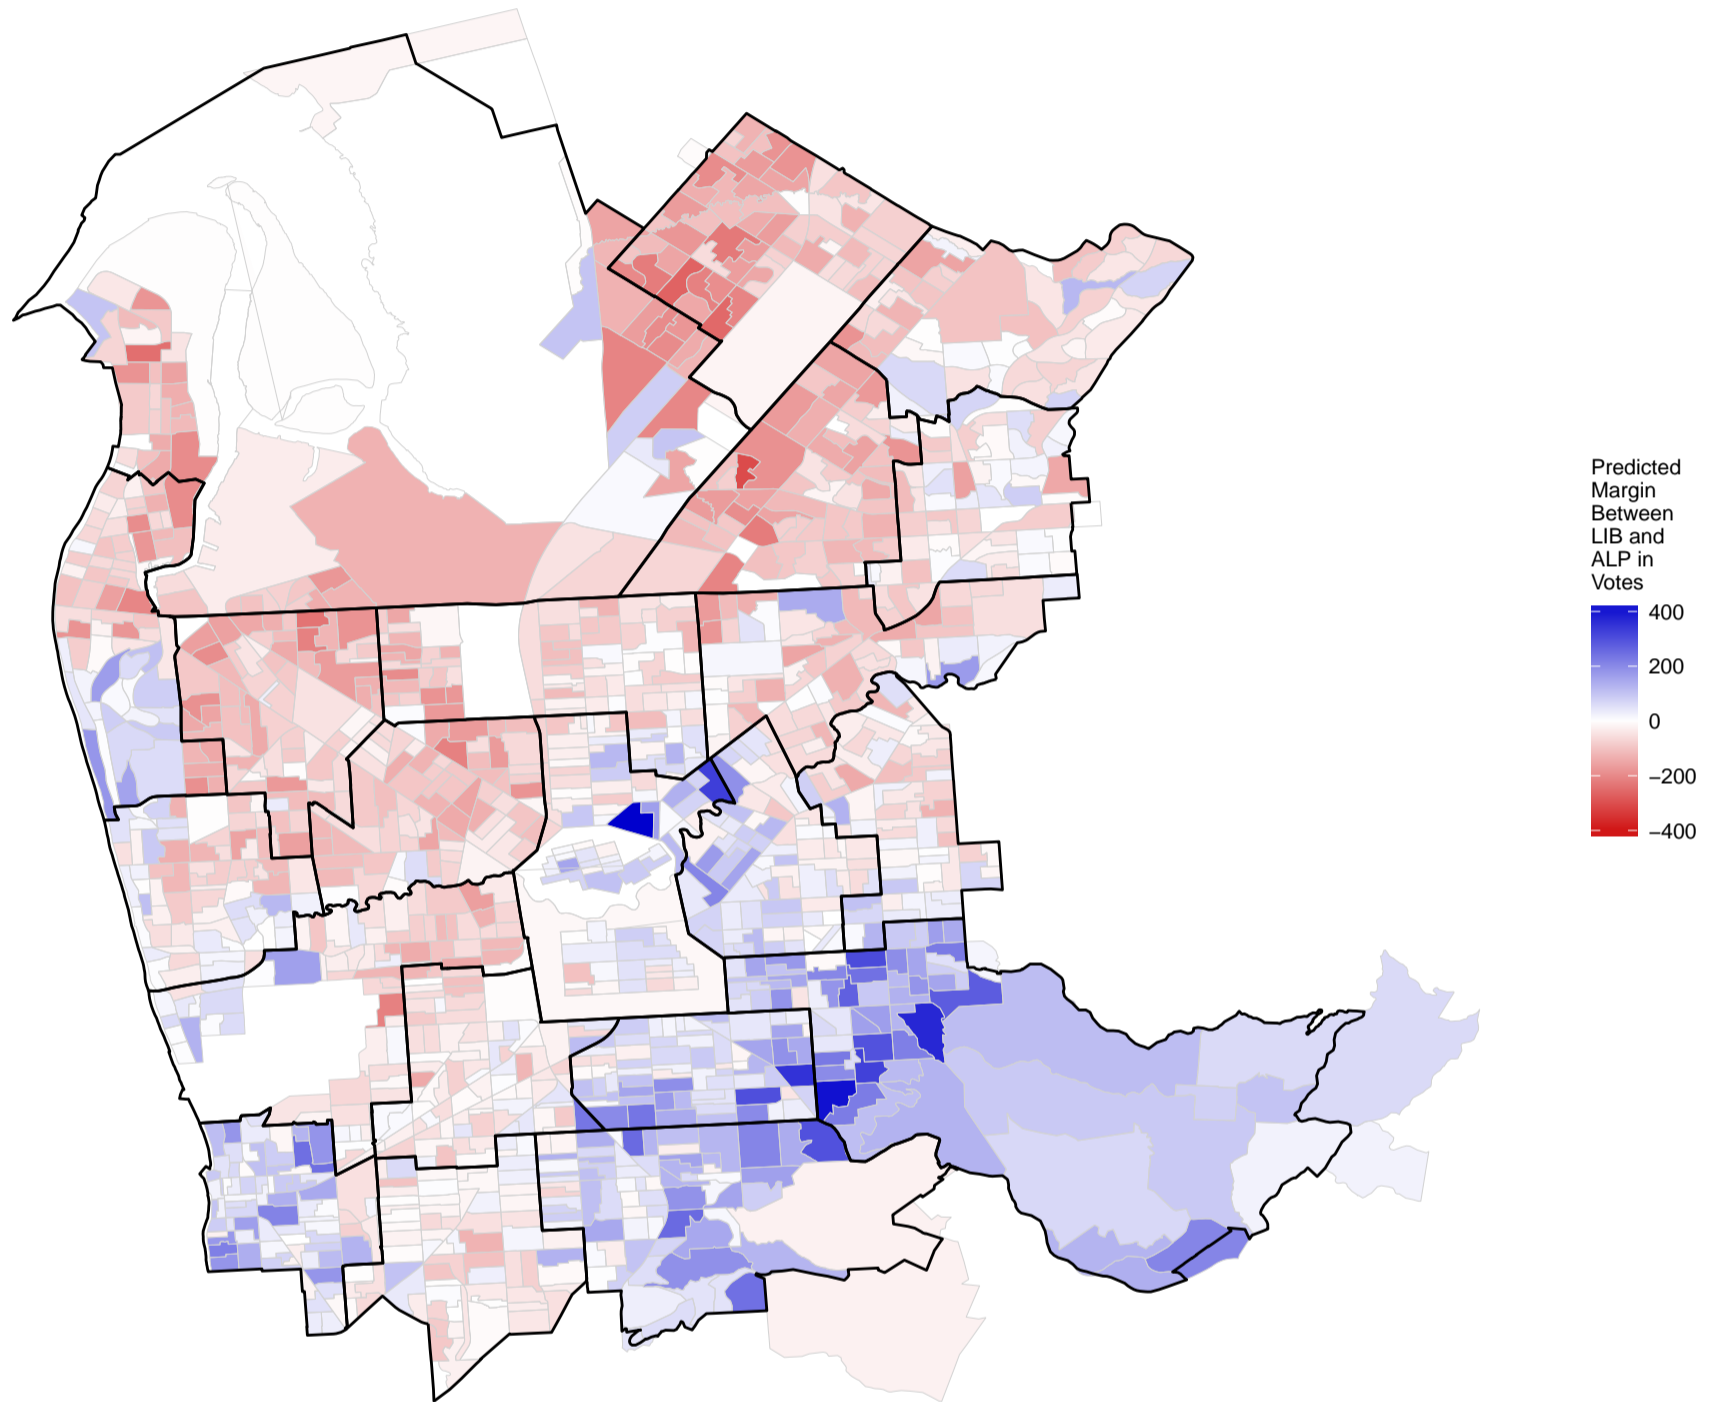 Predicted
Margin
Between
LIB and
ALP in
Votes
400
200
0
−200
−400